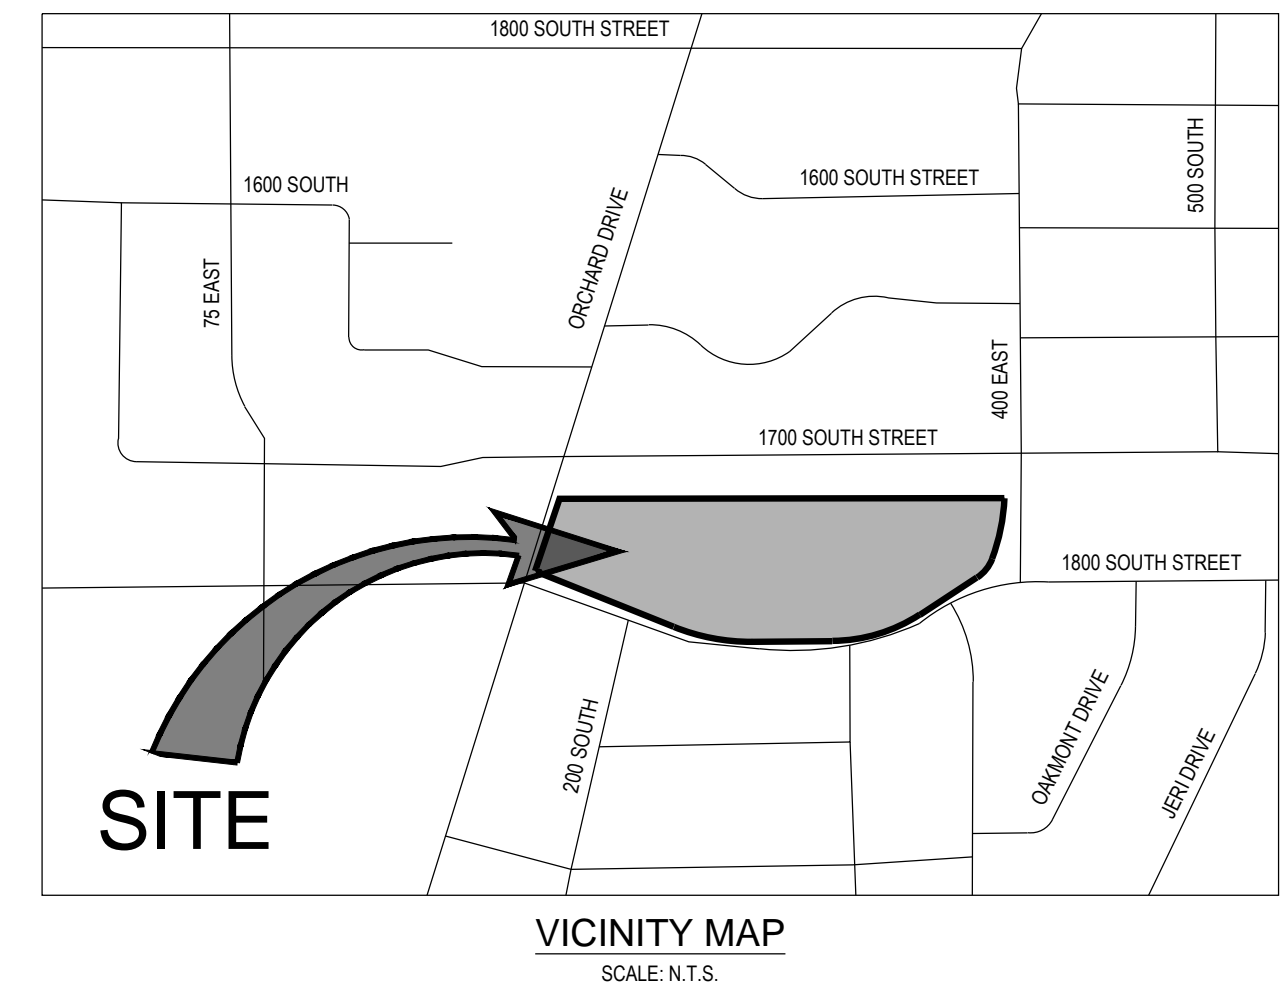 1800 SOUTH STREET
1600 SOUTH
1600 SOUTH STREET
500 SOUTH
ORCHARD DRIVE
75 EAST
400 EAST
1700 SOUTH STREET
1800 SOUTH STREET
200 SOUTH
OAKMONT DRIVE
JERI DRIVE
SITE
VICINITY MAP
SCALE: N.T.S.